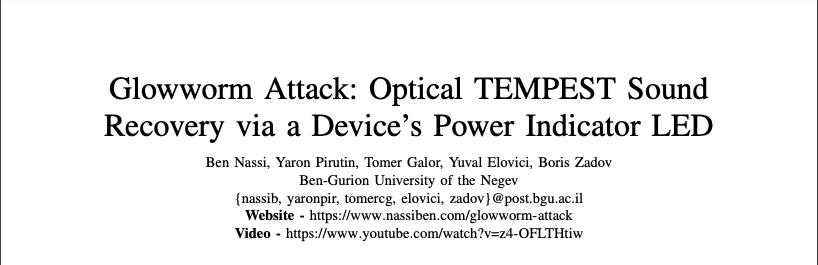 Glowworm Attack: Optical TEMPEST Sound
Recovery via a Device's Power Indicator LED
Ben Nassi, Yaron Pirutin, Tomer Galor, Yuval Elovici, Boris Zadov
Ben-Gurion University of the Negev
{nassib, yaronpir, tomercg, elovici, zadov}@post.bgu.ac.il
Website - https://www.nassiben.com/glowworm-attack
Video - https://www.youtube.com/watch?v=z4-OFLTHtiw